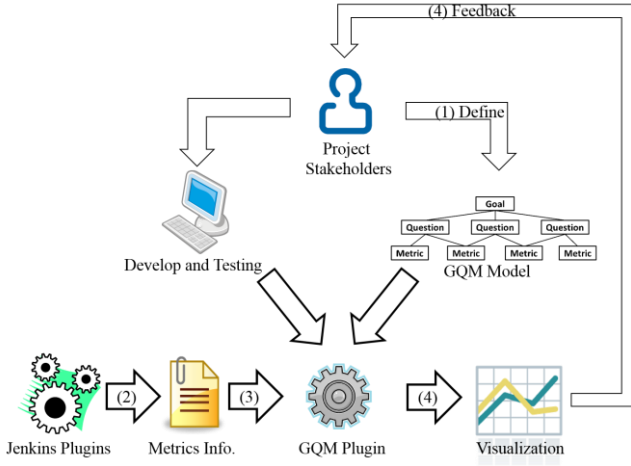 (4) Feedback
(1) Define
Project
Stakeholders
Goal
Question Question Question
Metric Metric Metric Metric
Develop and Testing
GQM Model
(2) (3) (4)
Jenkins Plugins Metrics Info. GQM Plugin Visualization